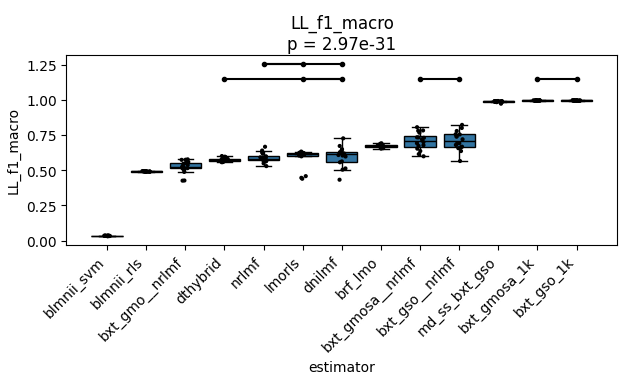 LL_f1_macro
p = 2.97e-31
LL_f1_macro
1.25
1.00
0.75
0.50
0.25
0.00
blmnii_svm
blmnii_rls
bxt_gmo__nrlmf
dthybrid
nrlmf
lmorls
dnilmf
brf_lmo
bxt_gmosa__nrlmf
bxt_gso__nrlmf
md_ss_bxt_gso
bxt_gmosa_1k
bxt_gso_1k
estimator